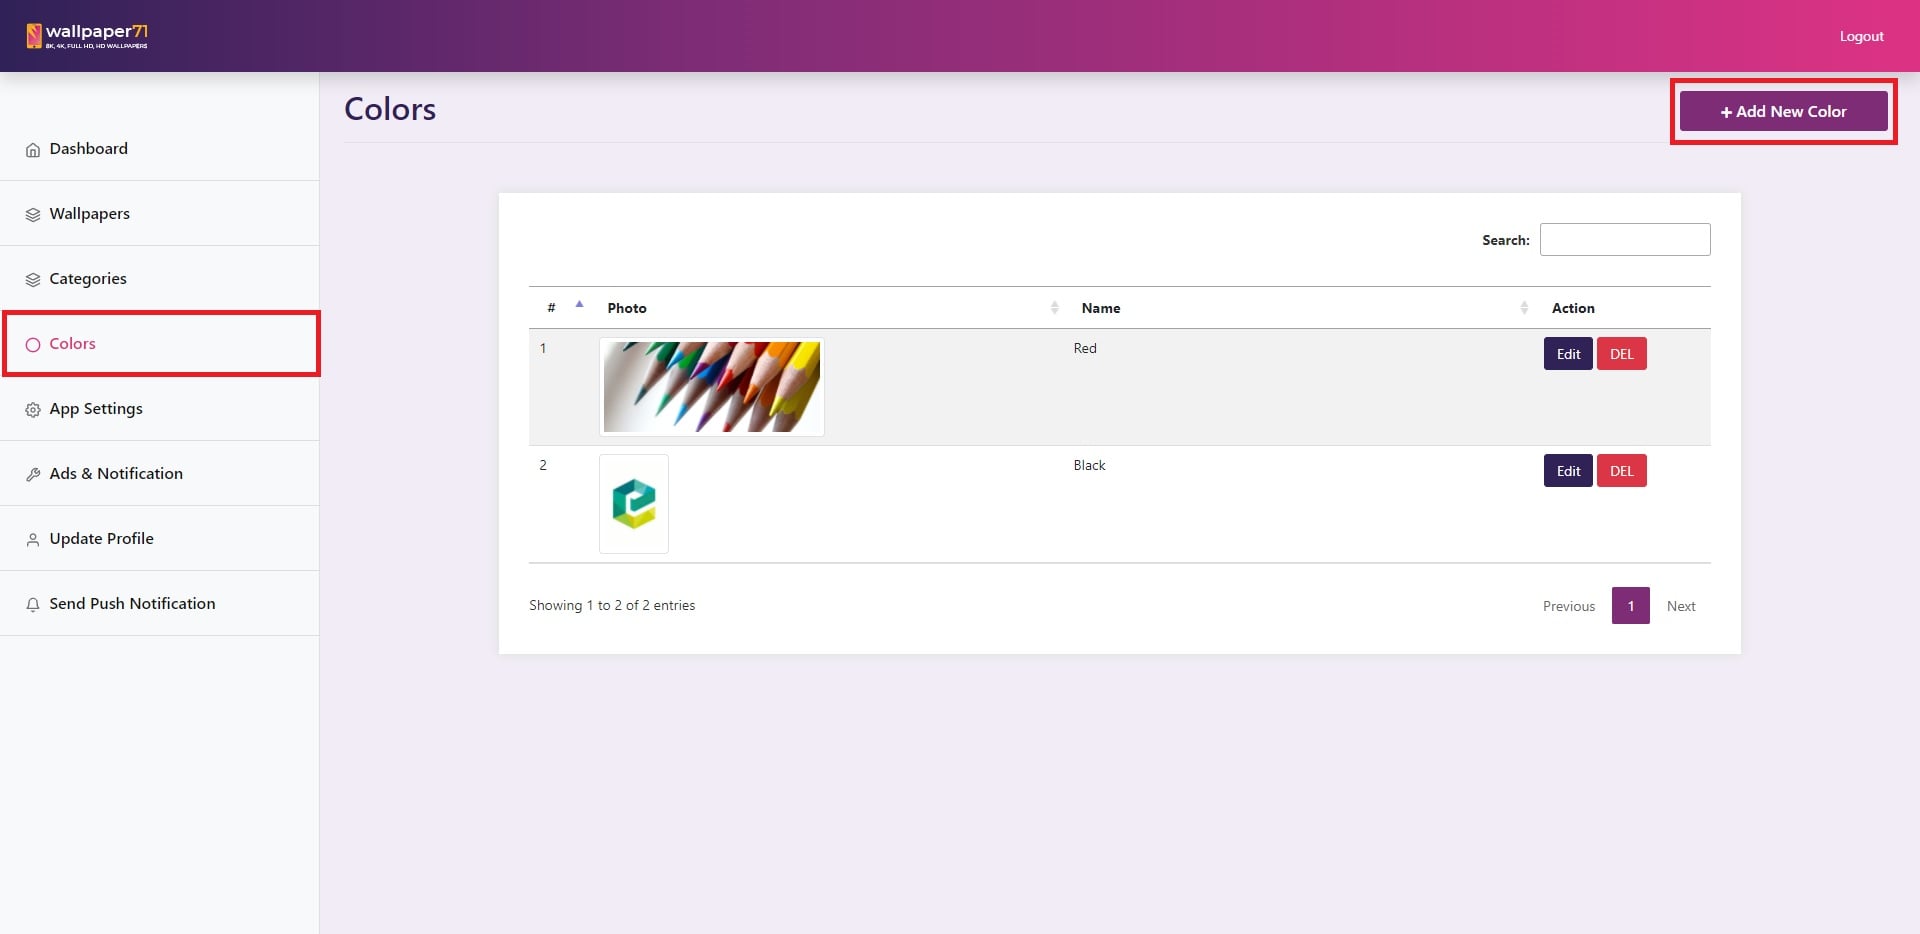 wallpaper71
8K, 4K, FULL HD, HD WALLPAPERS
Logout
Dashboard
Wallpapers
Categories
Colors
App Settings
Ads & Notification
Update Profile
Send Push Notification
Colors
+ Add New Color
Search:
# Photo Name Action
1 Red Edit DEL
2 Black Edit DEL
Showing 1 to 2 of 2 entries
Previous 1 Next